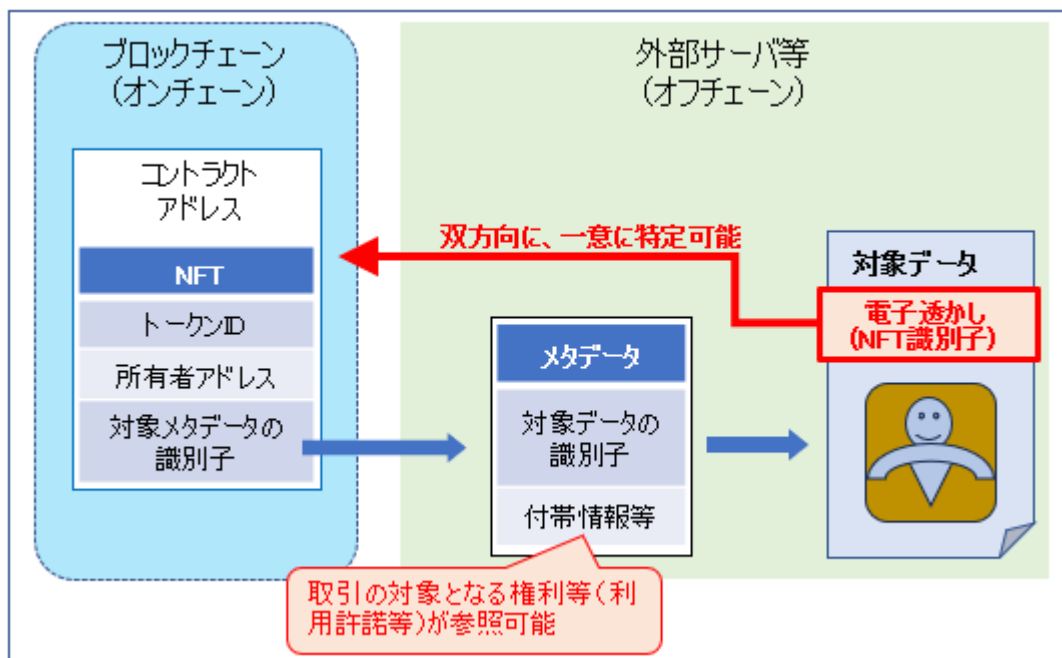 ブロックチェーン
（オンチェーン）
外部サーバ等
（オフチェーン）
コントラクト
アドレス
NFT
トークンID
所有者アドレス
対象メタデータの
識別子
双方向に、一意に特定可能
メタデータ
対象データの
識別子
付帯情報等
対象データ
電子透かし
(NFT識別子)
取引の対象となる権利等（利
用許諾等）が参照可能